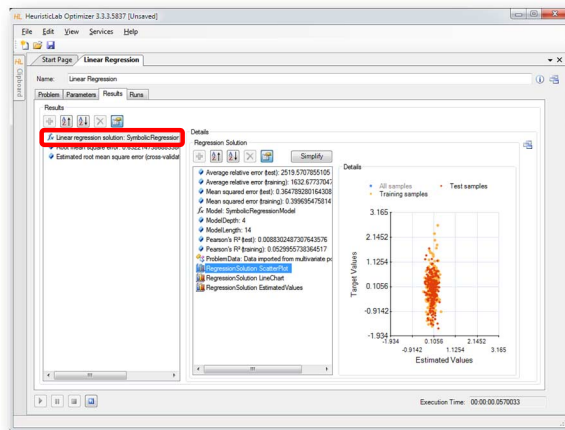 HL HeuristicLab Optimizer 3.3.3.5837 [Unsaved]
File Edit View Services Help
HL Clipboard
Start Page Linear Regression
Name: Linear Regression
Problem Parameters Results Runs
Results
Linear regression solution: SymbolicRegression
Estimated root mean square error (cross-validat
Details
Regression Solution
Simplify
Average relative error (test): 2519.5707855105
Average relative error (training): 1632.67737047
Mean squared error (test): 0.364789280164308
Mean squared error (training): 0.399695475814
Model: SymbolicRegressionModel
ModelDepth: 4
ModelLength: 14
Pearson's R² (test): 0.0088302487307643576
Pearson's R² (training): 0.0529955738364517
ProblemData: Data imported from multivariate po
RegressionSolution ScatterPlot
RegressionSolution LineChart
RegressionSolution EstimatedValues
Details
All samples Test samples
Training samples
3.165
2.1452
1.1254
0.1056
-0.9142
-1.934
Target Values
-1.934 0.1056 2.1452
-0.9142 1.1254 3.165
Estimated Values
Execution Time: 00:00:00.0570033